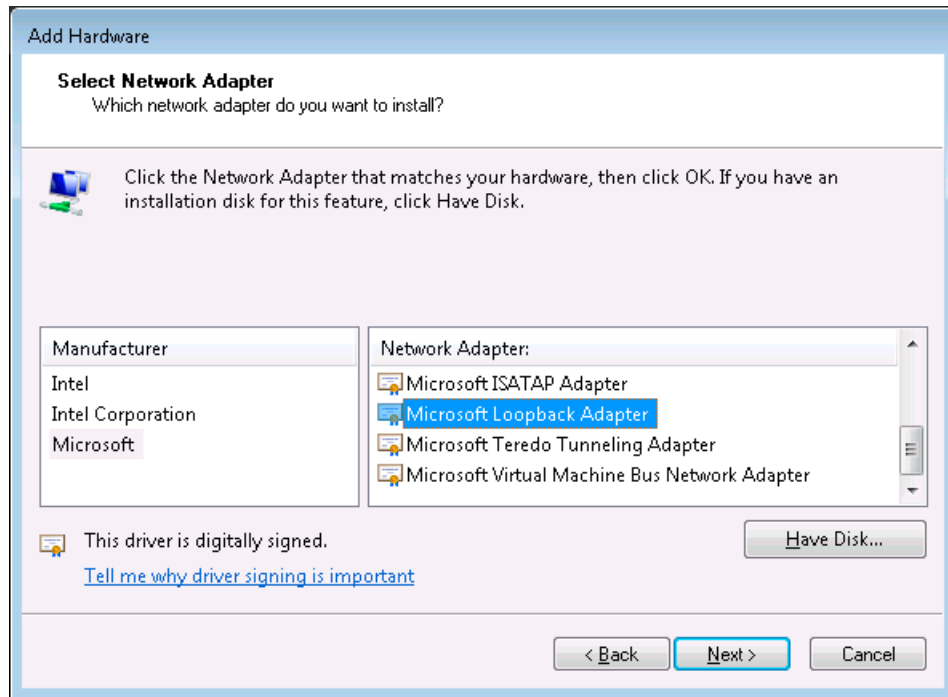 Add Hardware
Select Network Adapter
Which network adapter do you want to install?
Click the Network Adapter that matches your hardware, then click OK. If you have an
installation disk for this feature, click Have Disk.
Manufacturer
Intel
Intel Corporation
Microsoft
Network Adapter:
Microsoft ISATAP Adapter
Microsoft Loopback Adapter
Microsoft Teredo Tunneling Adapter
Microsoft Virtual Machine Bus Network Adapter
This driver is digitally signed.
Have Disk...
Tell me why driver signing is important
< Back
Next >
Cancel